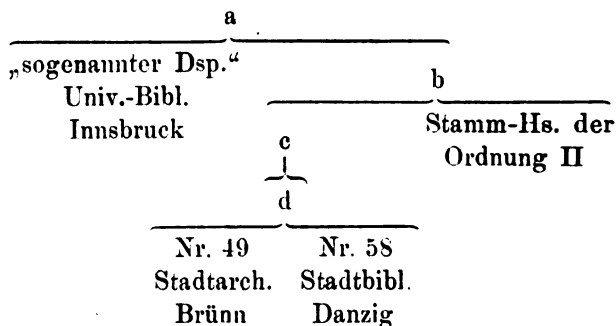 a
„sogenannter Dsp.“
Univ.-Bibl.
Innsbruck
b
Stamm-Hs. der
Ordnung II
c
d
Nr. 49
Stadtarch.
Brünn
Nr. 58
Stadtbibl.
Danzig